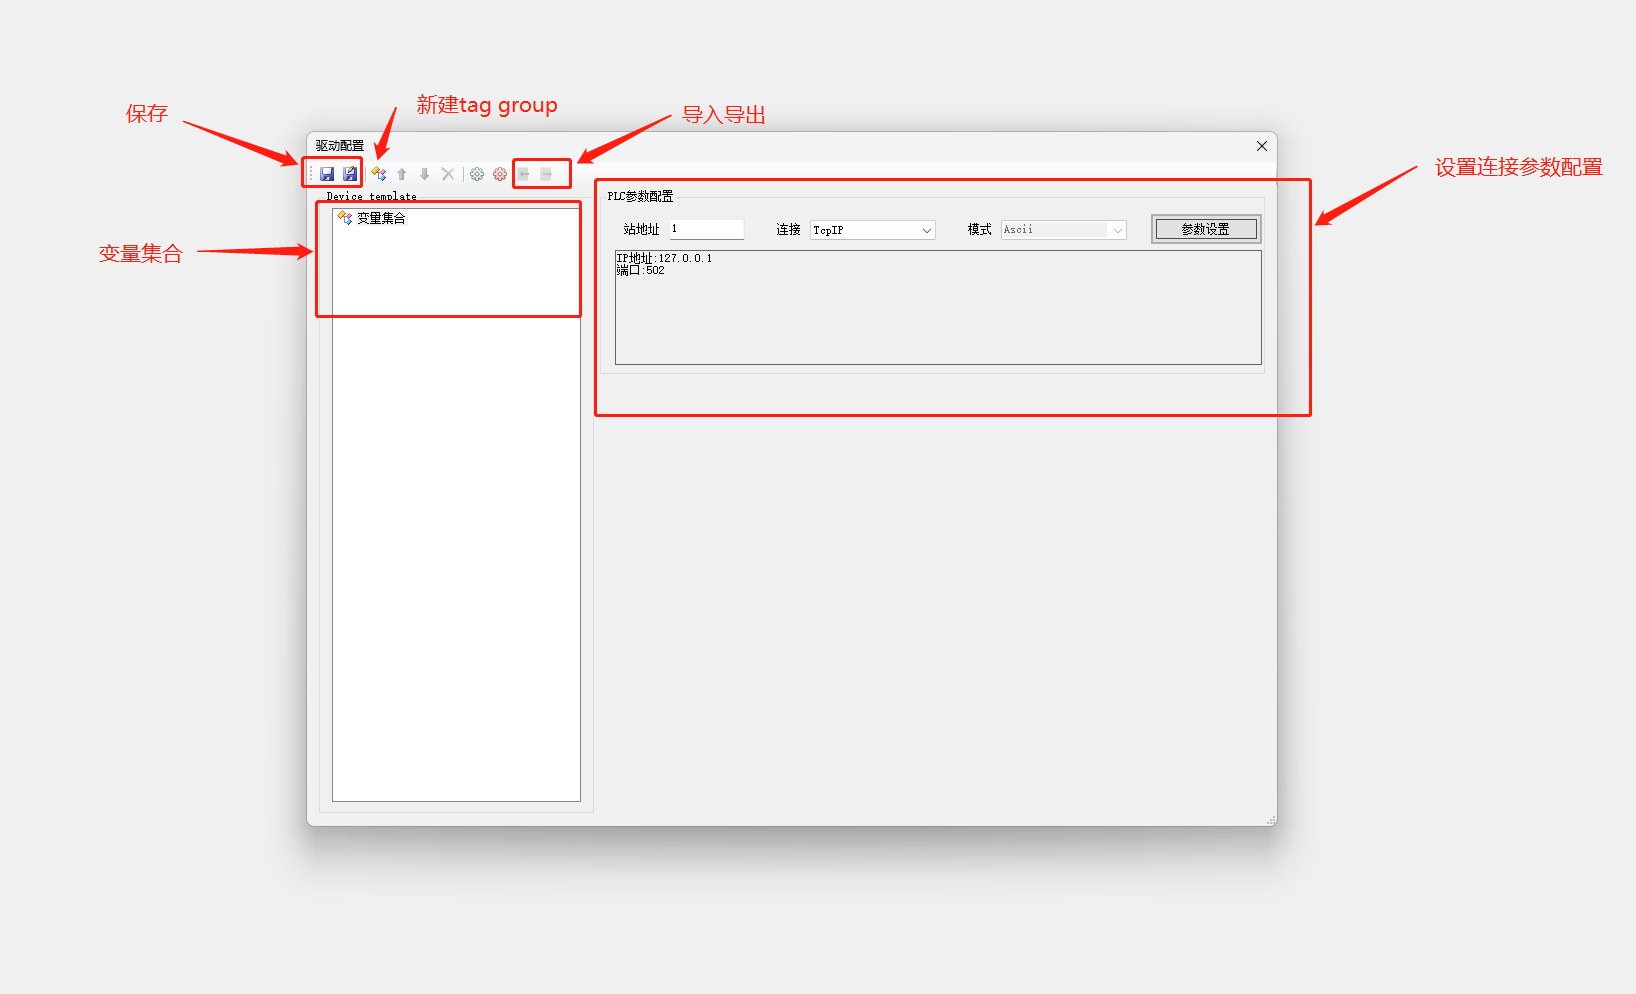 保存
新建tag group
导入导出
设置连接参数配置
变量集合
驱动配置
Device template
变量集合
PLC参数配置
站地址 1 连接 TcpIP 模式 Ascii 参数设置
IP地址:127.0.0.1
端口:502